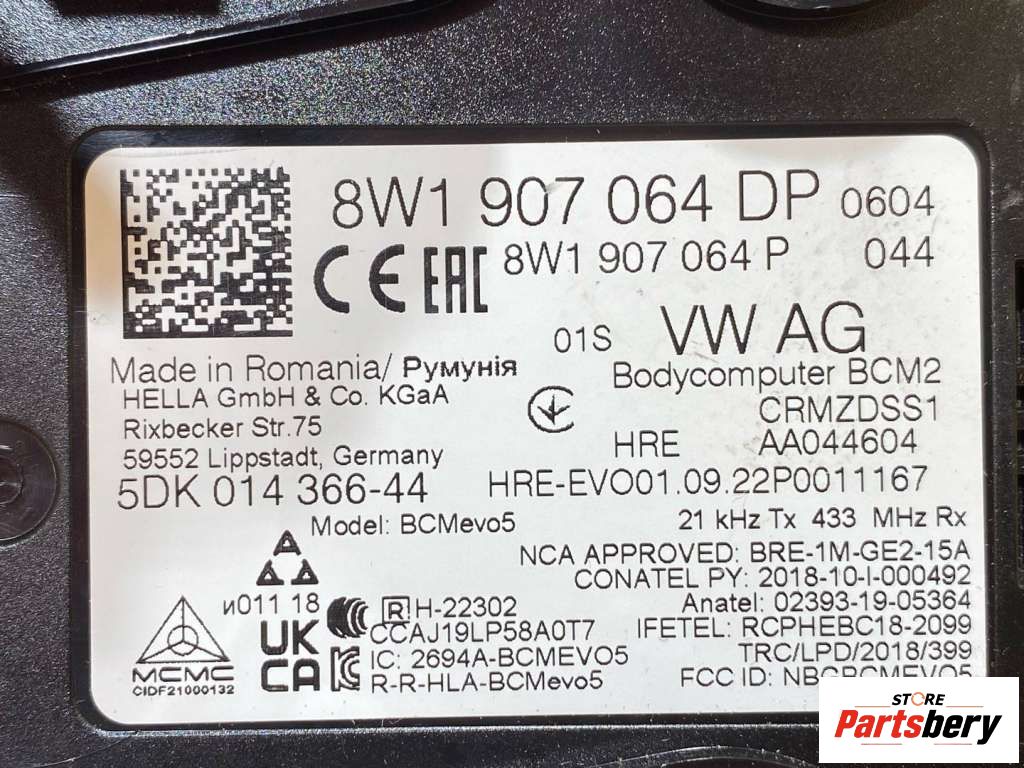 8W1 907 064 DP 0604
8W1 907 064 P 044
CE EAC
01S VW AG
Made in Romania/ Румунія
Bodycomputer BCM2
HELLA GmbH & Co. KGaA
CRMZDSS1
Rixbecker Str.75
HRE AA044604
59552 Lippstadt, Germany
5DK 014 366-44
HRE-EVO01.09.22P0011167
Model: BCMevo5
21 kHz Tx 433 MHz Rx
NCA APPROVED: BRE-1M-GE2-15A
CONATEL PY: 2018-10-I-000492
Anatel: 02393-19-05364
и011 18
R H-22302
CCAJ19LP58A0T7
IFETEL: RCPHEBC18-2099
UK
CA
IC: 2694A-BCMEVO5
TRC/LPD/2018/399
MCMC
CIDF21000132
R-R-HLA-BCMevo5
FCC ID: NBGBCMEVO5
STORE
Partsbery